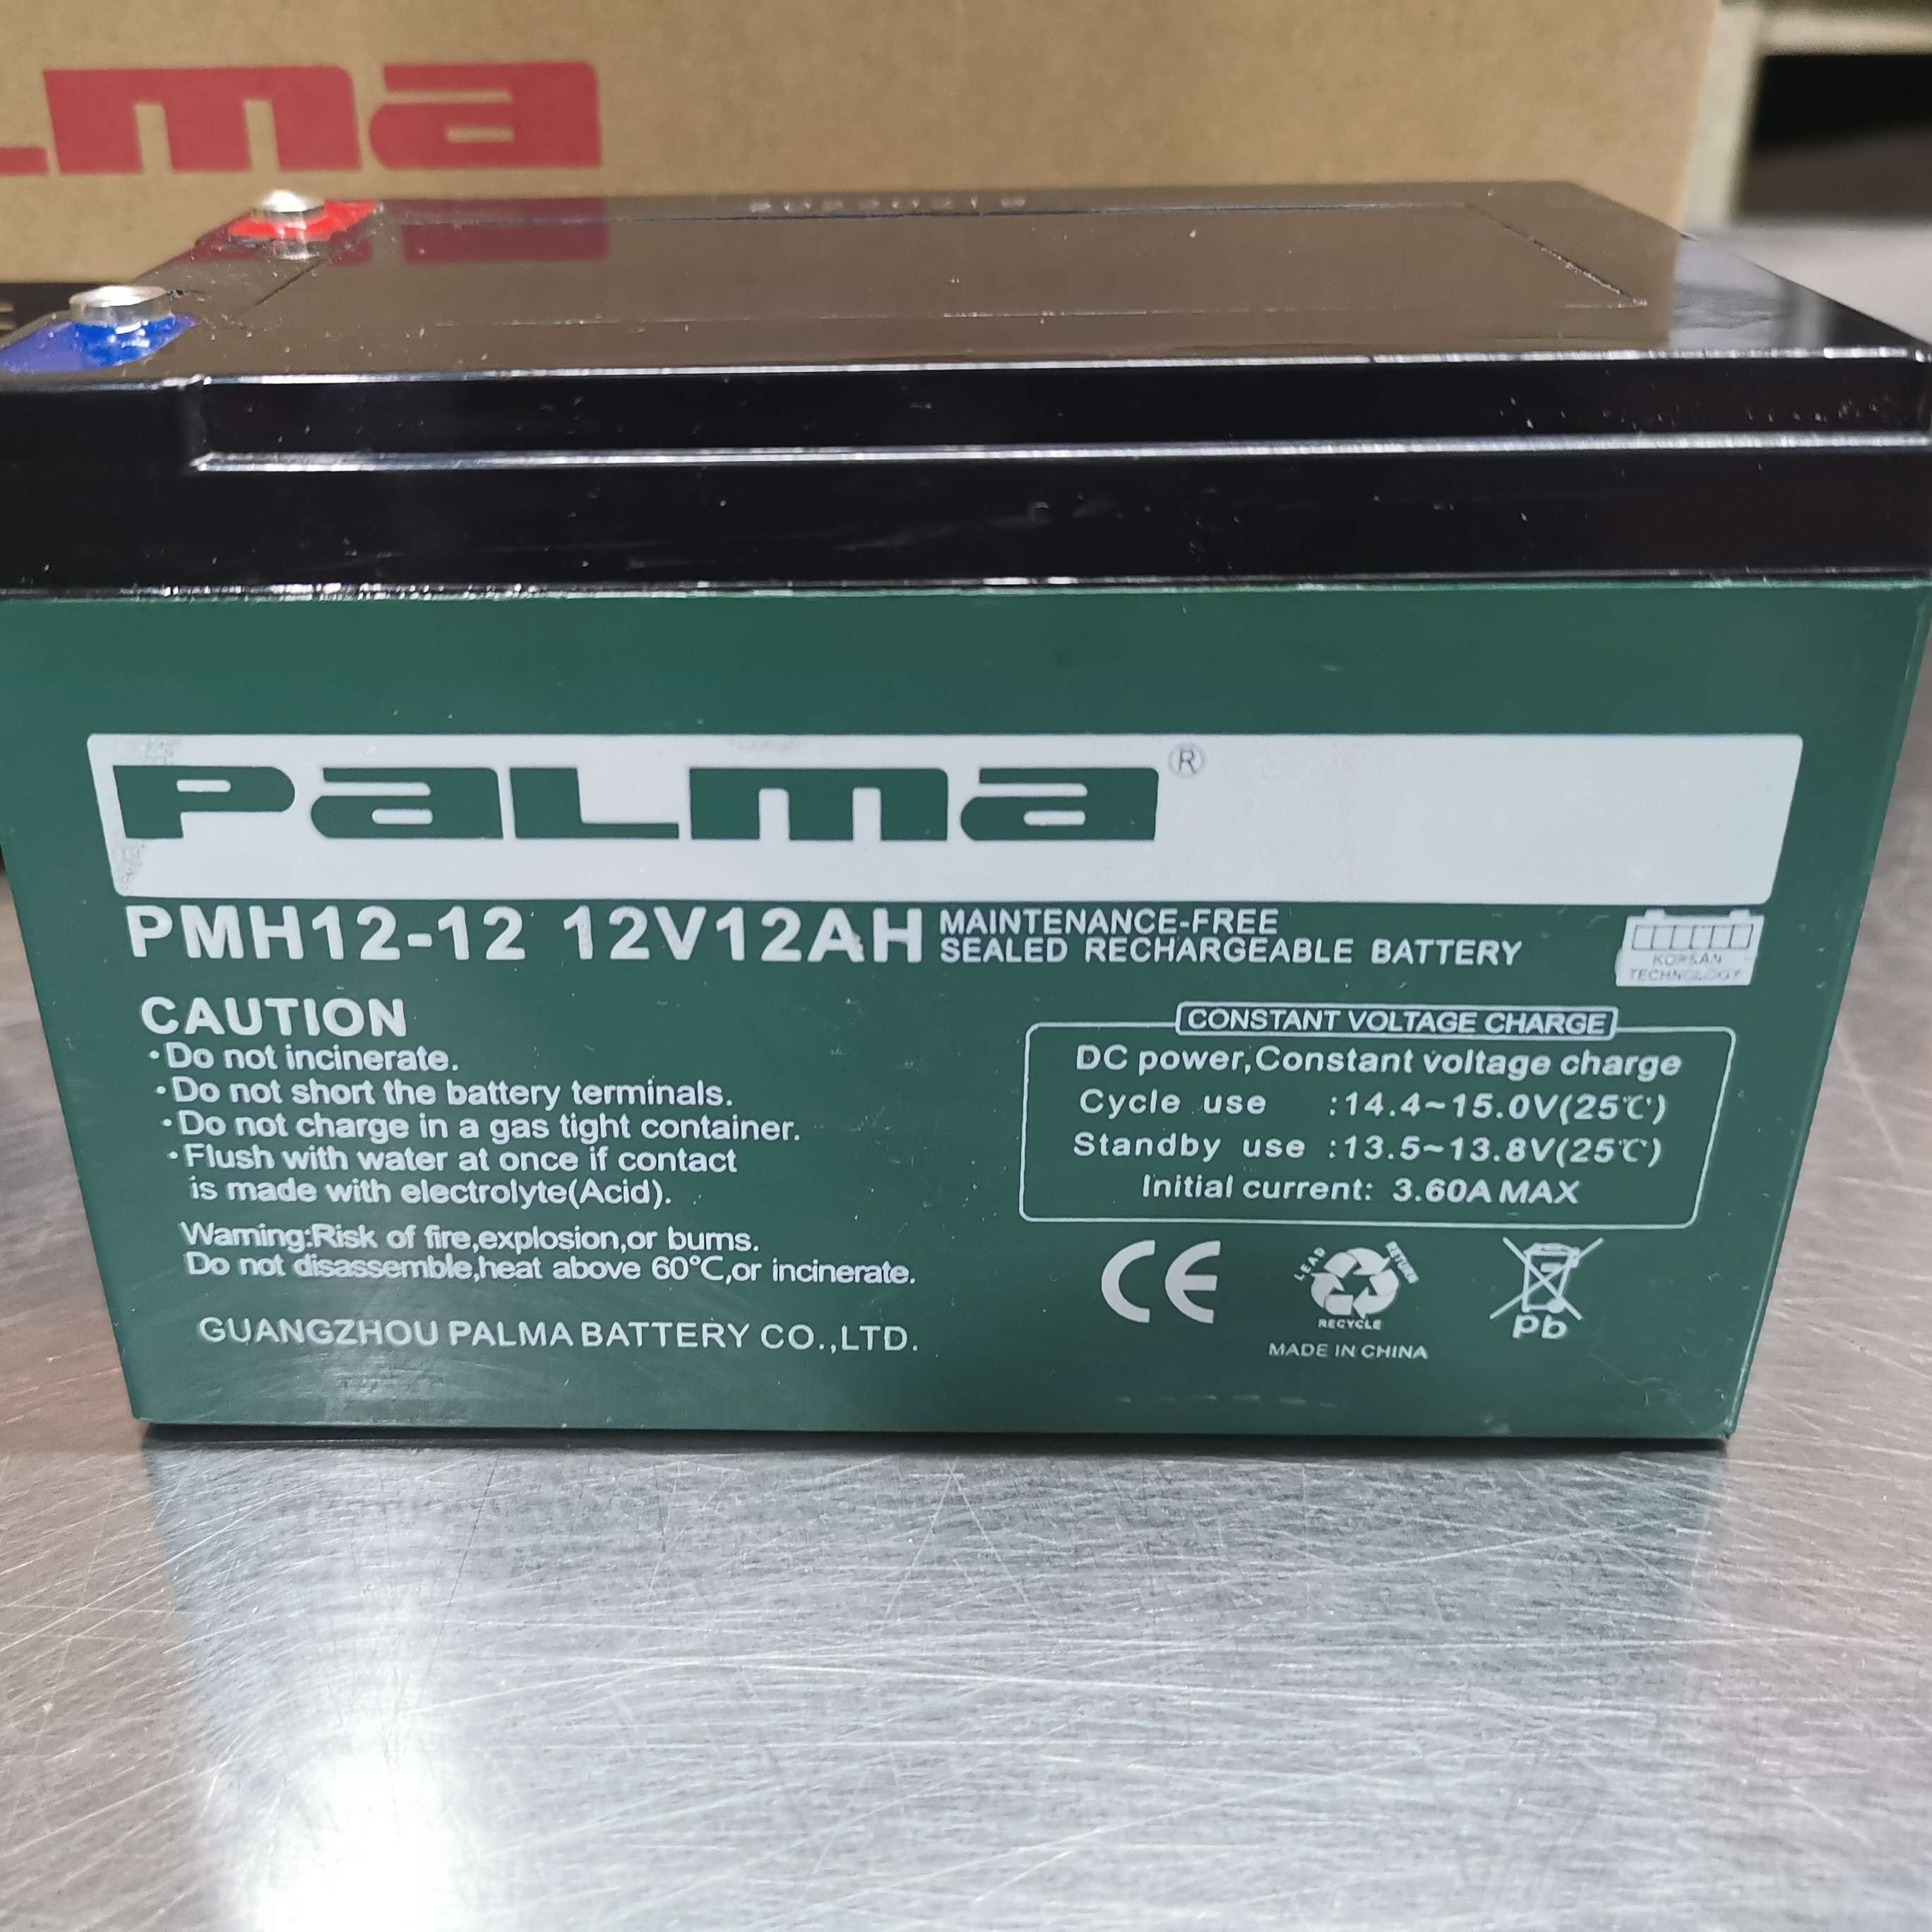 ma
PALMA®
PMH12-12 12V12AH MAINTENANCE-FREE
SEALED RECHARGEABLE BATTERY
TECHNOLOGY
CAUTION
·Do not incinerate.
·Do not short the battery terminals.
·Do not charge in a gas tight container.
·Flush with water at once if contact
is made with electrolyte(Acid).
Warning:Risk of fire,explosion,or burns.
Do not disassemble,heat above 60°C,or incinerate.
GUANGZHOU PALMA BATTERY CO.,LTD.
CONSTANT VOLTAGE CHARGE
DC power,Constant voltage charge
Cycle use :14.4~15.0V(25℃)
Standby use :13.5~13.8V(25℃)
Initial current: 3.60A MAX
CE
LEAD RETURN
RECYCLE
Pb
MADE IN CHINA